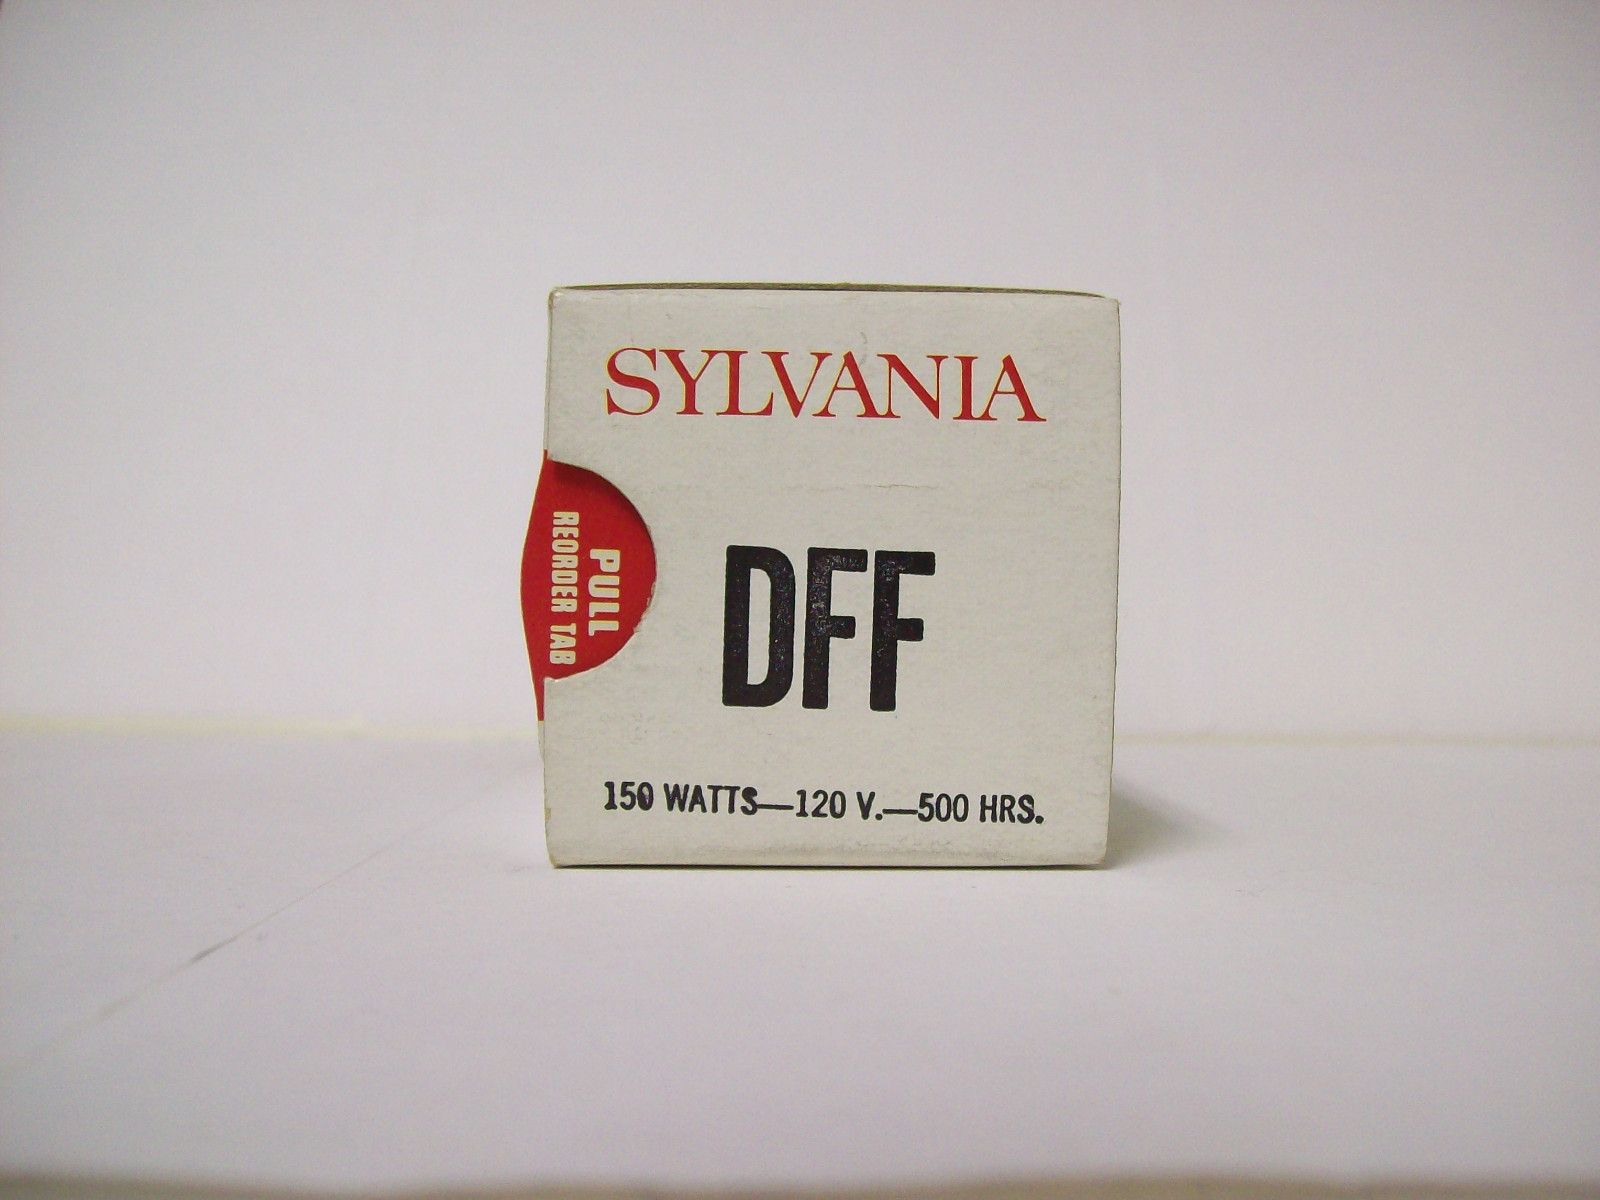 SYLVANIA
PULL
REORDER TAB
DFF
150 WATTS—120 V.—500 HRS.